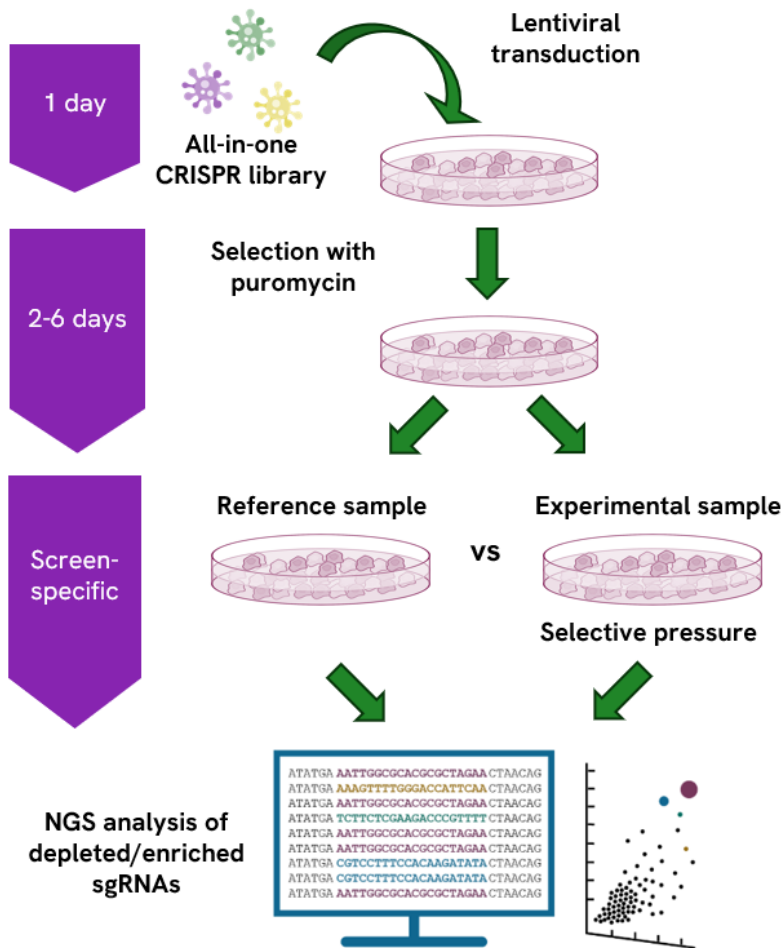 Lentiviral
transduction
1 day
All-in-one
CRISPR library
Selection with
puromycin
2-6 days
Reference sample
vs
Experimental sample
Screen-
specific
Selective pressure
NGS analysis of
depleted/enriched
sgRNAs
ATATGA AATTGGCGCACGCGCTAGAA CTAACAG
ATATGA AAAGTTTTGGGACCATTCAA CTAACAG
ATATGA AATTGGCGCACGCGCTAGAA CTAACAG
ATATGA TCTTCTCGAAGACCCGTTTT CTAACAG
ATATGA AATTGGCGCACGCGCTAGAA CTAACAG
ATATGA AATTGGCGCACGCGCTAGAA CTAACAG
ATATGA CGTCCTTTCCACAAGATATA CTAACAG
ATATGA CGTCCTTTCCACAAGATATA CTAACAG
ATATGA AATTGGCGCACGCGCTAGAA CTAACAG